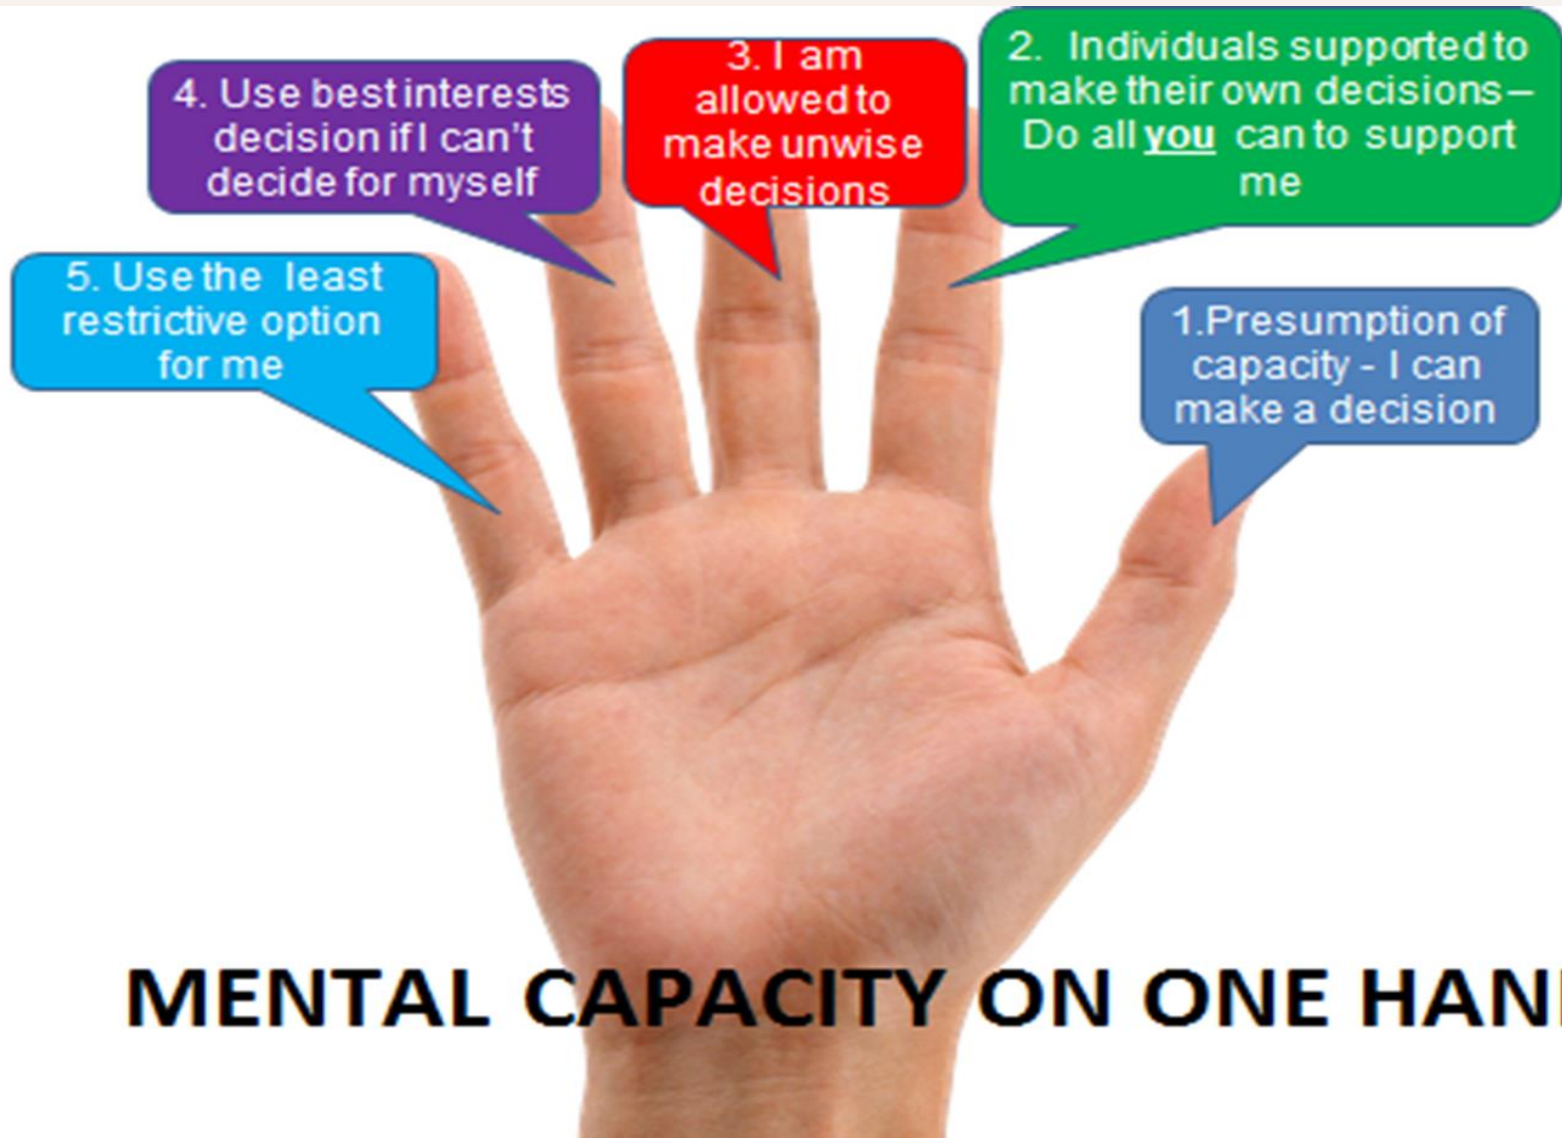 4. Use best interests
decision if I can't
decide for myself
3. I am
allowed to
make unwise
decisions
2. Individuals supported to
make their own decisions–
Do all you can to support
me
5. Use the least
restrictive option
for me
1.Presumption of
capacity - I can
make a decision
MENTAL CAPACITY ON ONE HAN